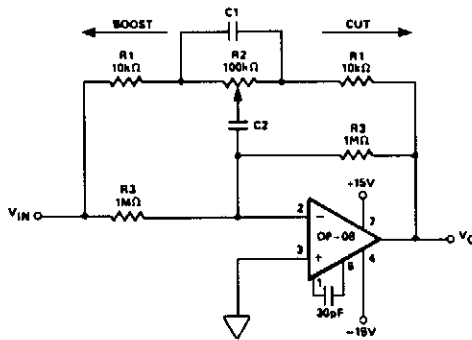 BOOST
C1
CUT
R1
10kΩ
R2
100kΩ
R1
10kΩ
C2
R3
1MΩ
+15V
R3
1MΩ
VIN
2
−
7
OP-08
VO
3
+
1
8
4
30pF
−15V